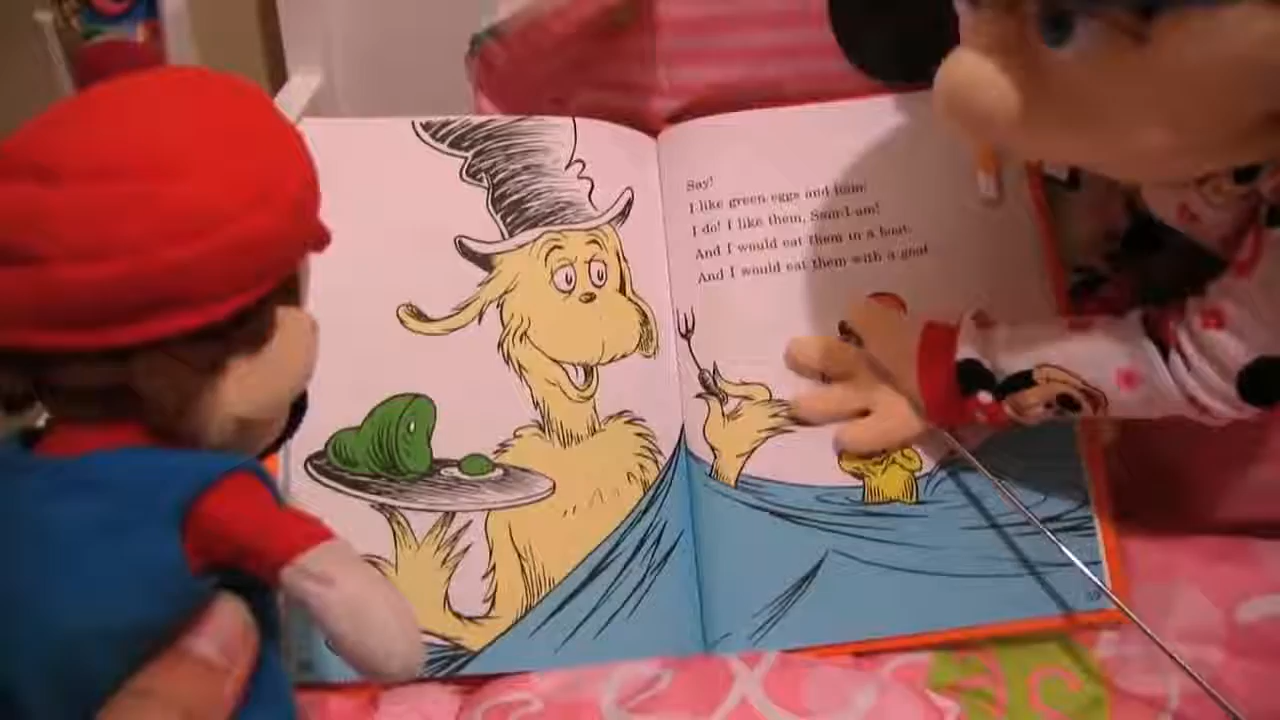 Say!
I like green eggs and ham!
I do! I like them, Sam-I-am!
And I would eat them in a boat.
And I would eat them with a goat
59